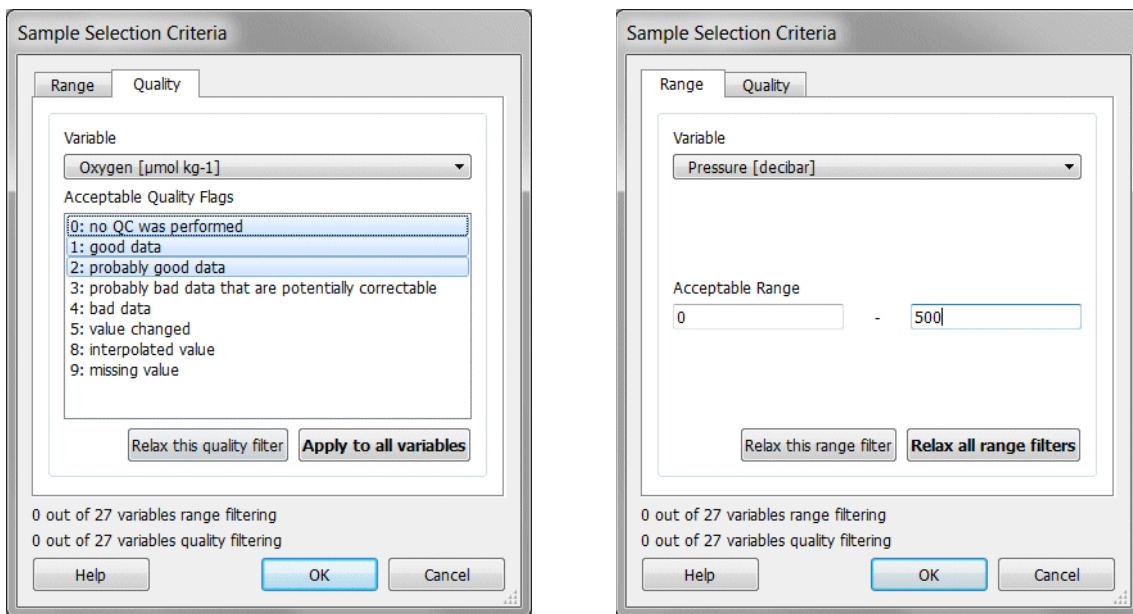 Sample Selection Criteria
Range Quality
Variable
Oxygen [µmol kg-1]
Acceptable Quality Flags
0: no QC was performed
1: good data
2: probably good data
3: probably bad data that are potentially correctable
4: bad data
5: value changed
8: interpolated value
9: missing value
Relax this quality filter Apply to all variables
0 out of 27 variables range filtering
0 out of 27 variables quality filtering
Help OK Cancel
Sample Selection Criteria
Range Quality
Variable
Pressure [decibar]
Acceptable Range
0 - 500
Relax this range filter Relax all range filters
0 out of 27 variables range filtering
0 out of 27 variables quality filtering
Help OK Cancel